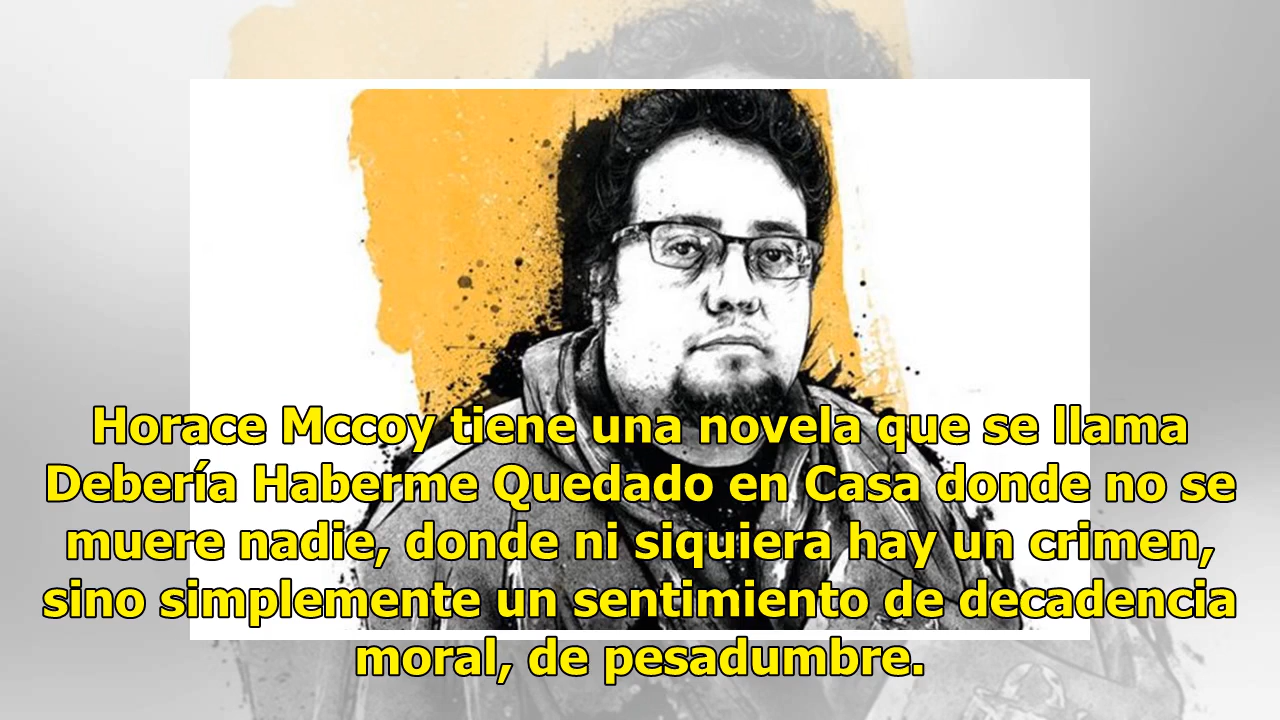 Horace Mccoy tiene una novela que se llama
Debería Haberme Quedado en Casa donde no se
muere nadie, donde ni siquiera hay un crimen,
sino simplemente un sentimiento de decadencia
moral, de pesadumbre.